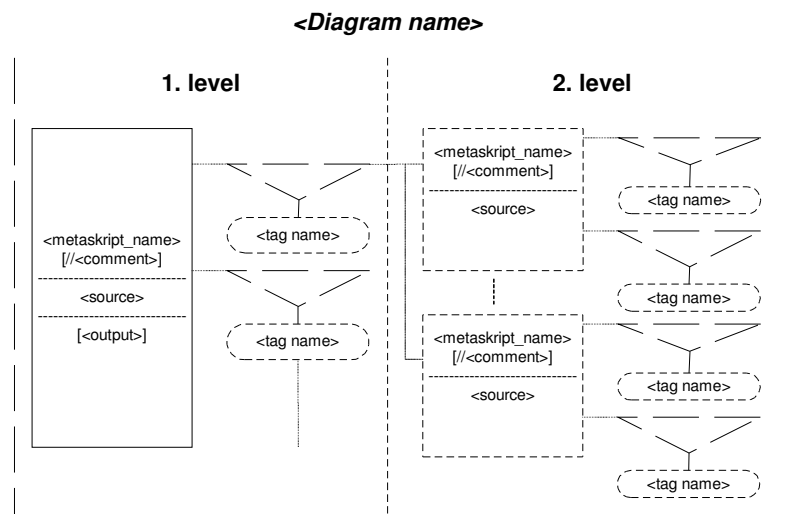 <Diagram name>
1. level
2. level
<metaskript_name>
[//<comment>]
<source>
[<output>]
<tag name>
<tag name>
<metaskript_name>
[//<comment>]
<source>
<tag name>
<tag name>
<metaskript_name>
[//<comment>]
<source>
<tag name>
<tag name>